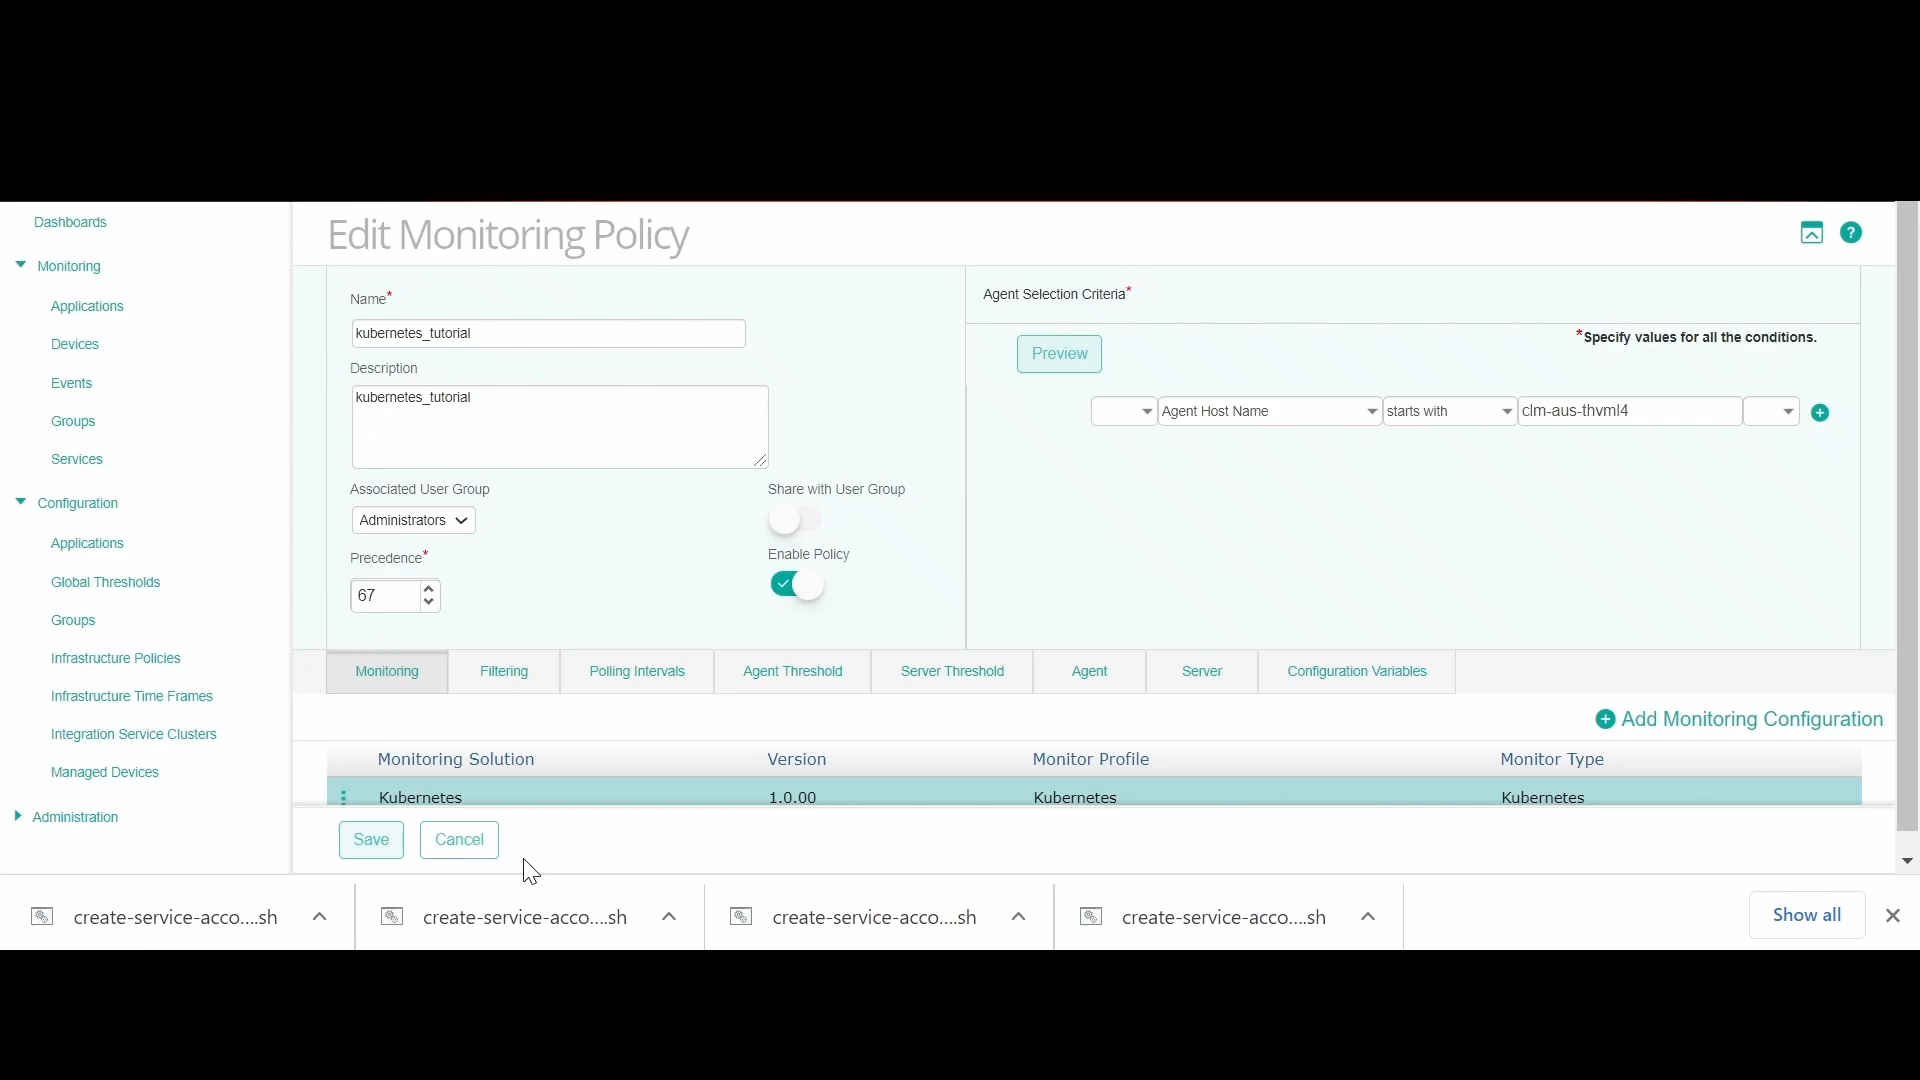 Dashboards
Monitoring
Applications
Devices
Events
Groups
Services
Configuration
Applications
Global Thresholds
Groups
Infrastructure Policies
Infrastructure Time Frames
Integration Service Clusters
Managed Devices
Administration
Edit Monitoring Policy
?
Name*
kubernetes_tutorial
Description
kubernetes_tutorial
Associated User Group
Administrators
Share with User Group
Precedence*
67
Enable Policy
Agent Selection Criteria*
*Specify values for all the conditions.
Preview
Agent Host Name starts with clm-aus-thvml4
Monitoring Filtering Polling Intervals Agent Threshold Server Threshold Agent Server Configuration Variables
Add Monitoring Configuration
Monitoring Solution Version Monitor Profile Monitor Type
Kubernetes 1.0.00 Kubernetes Kubernetes
Save Cancel
create-service-acco....sh create-service-acco....sh create-service-acco....sh create-service-acco....sh Show all